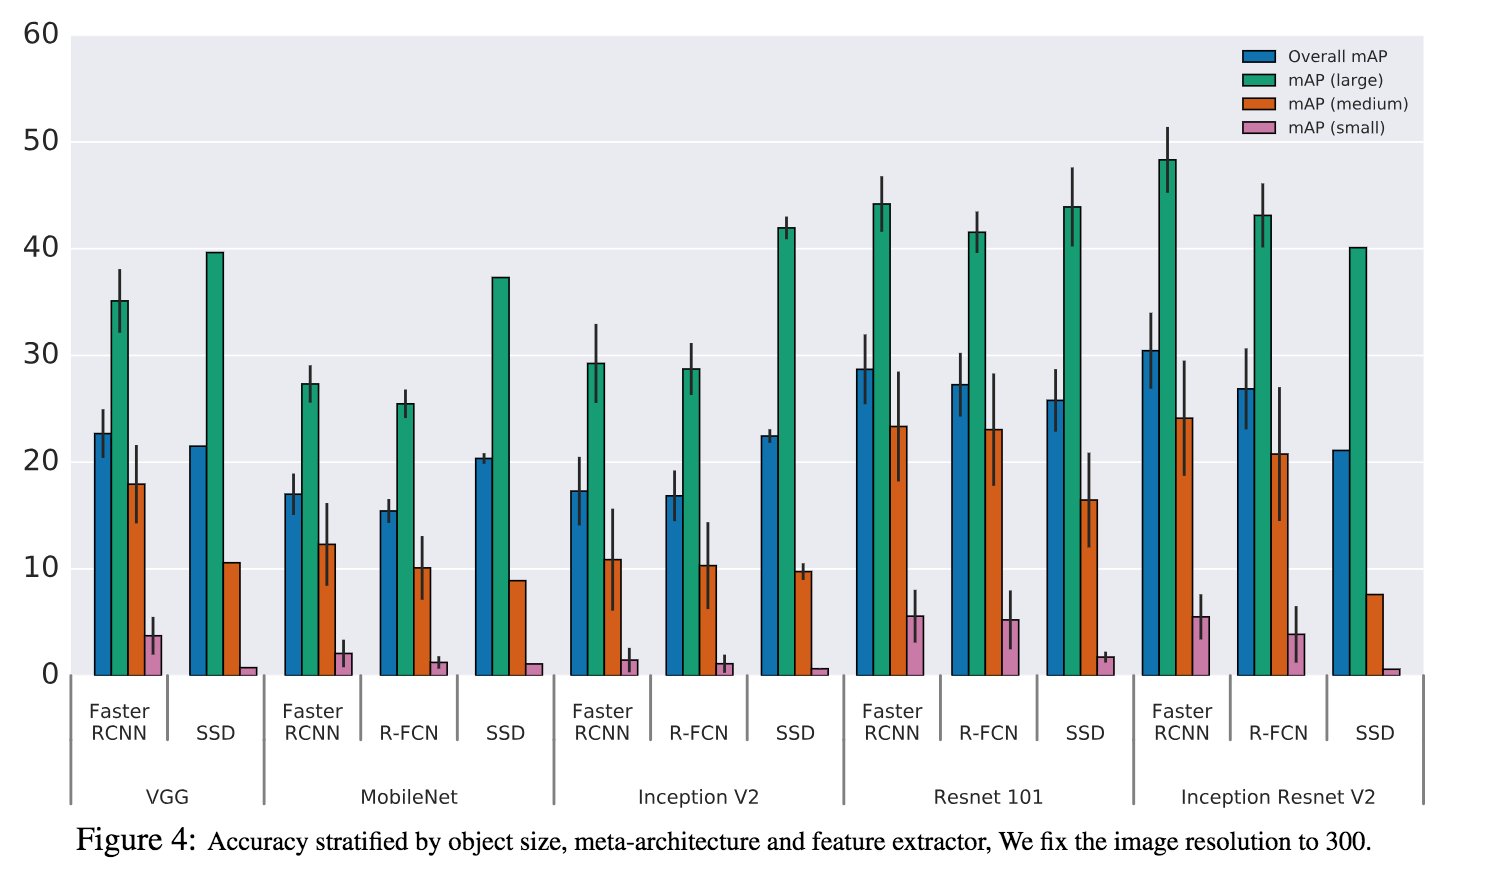 60
50
40
30
20
10
0
Overall mAP
mAP (large)
mAP (medium)
mAP (small)
Faster RCNN
SSD
Faster RCNN
R-FCN
SSD
Faster RCNN
R-FCN
SSD
Faster RCNN
R-FCN
SSD
Faster RCNN
R-FCN
SSD
VGG
MobileNet
Inception V2
Resnet 101
Inception Resnet V2
Figure 4: Accuracy stratified by object size, meta-architecture and feature extractor, We fix the image resolution to 300.